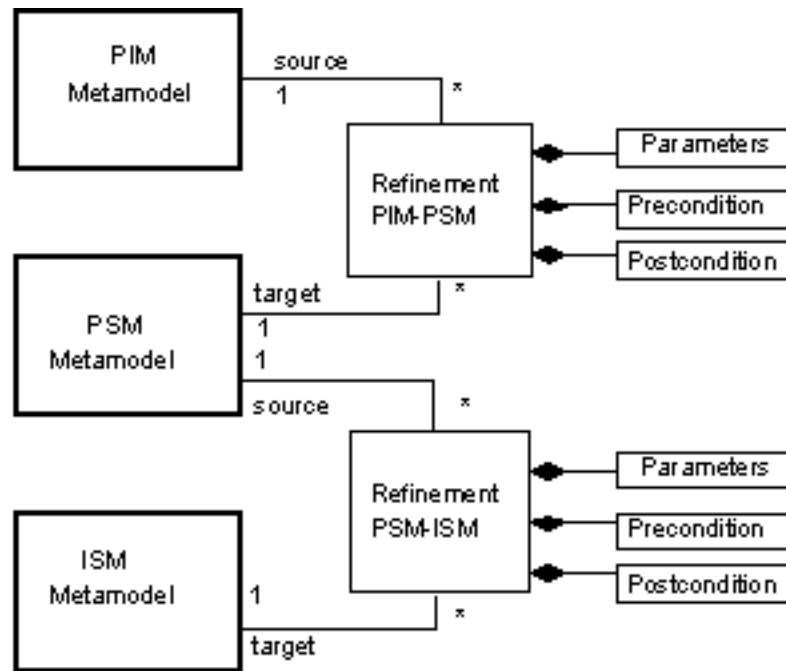 PIM
Metamodel
source
1
*
Refinement
PIM-PSM
Parameters
Precondition
Postcondition
PSM
Metamodel
target
1
*
1
source
*
Refinement
PSM-ISM
Parameters
Precondition
Postcondition
ISM
Metamodel
1
target
*